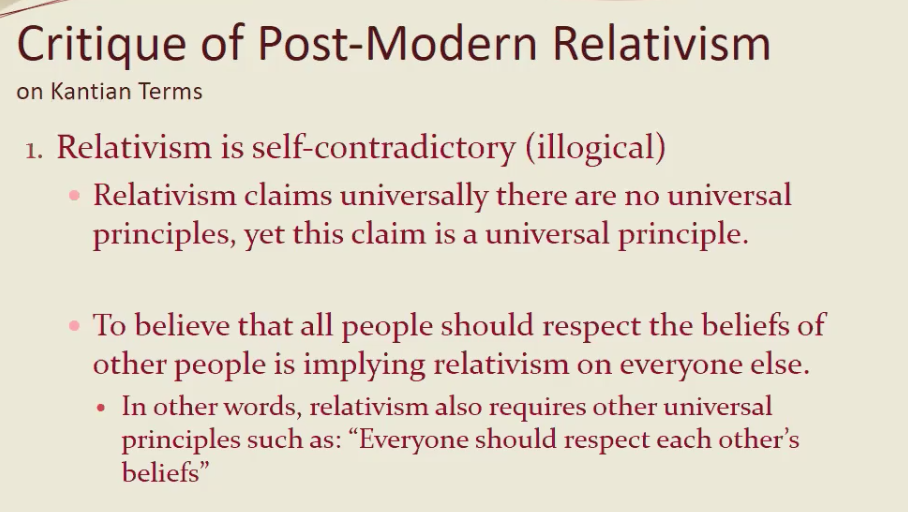 Critique of Post-Modern Relativism
on Kantian Terms
1. Relativism is self-contradictory (illogical)
• Relativism claims universally there are no universal
principles, yet this claim is a universal principle.
• To believe that all people should respect the beliefs of
other people is implying relativism on everyone else.
• In other words, relativism also requires other universal
principles such as: “Everyone should respect each other’s
beliefs”